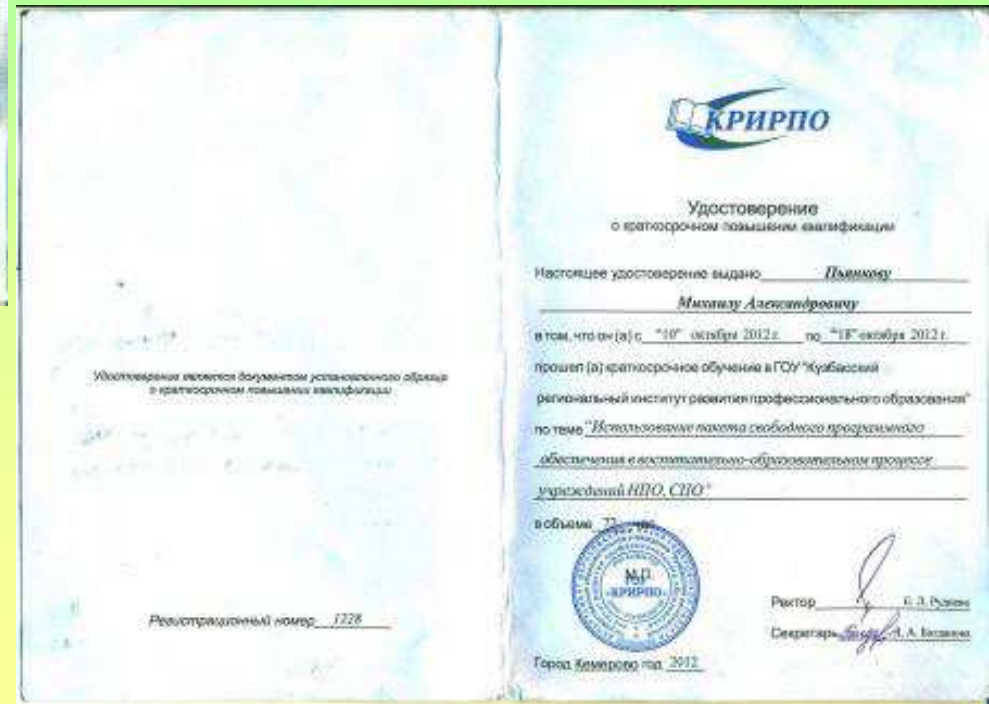 Удостоверение является документом установленного образца
о краткосрочном повышении квалификации
Регистрационный номер 1228
КРИРПО
Удостоверение
о краткосрочном повышении квалификации
Настоящее удостоверение выдано Пьянкову
Михаилу Александровичу
в том, что он (а) с "10" октября 2012 г. по "18" октября 2012 г.
прошел (а) краткосрочное обучение в ГОУ "Кузбасский
региональный институт развития профессионального образования"
по теме "Использование пакета свободного программного
обеспечения в воспитательно-образовательном процессе
учреждений НПО, СПО"
в объеме 72
М.П.
"КРИРПО"
Ректор
Секретарь
Город Кемерово год 2012